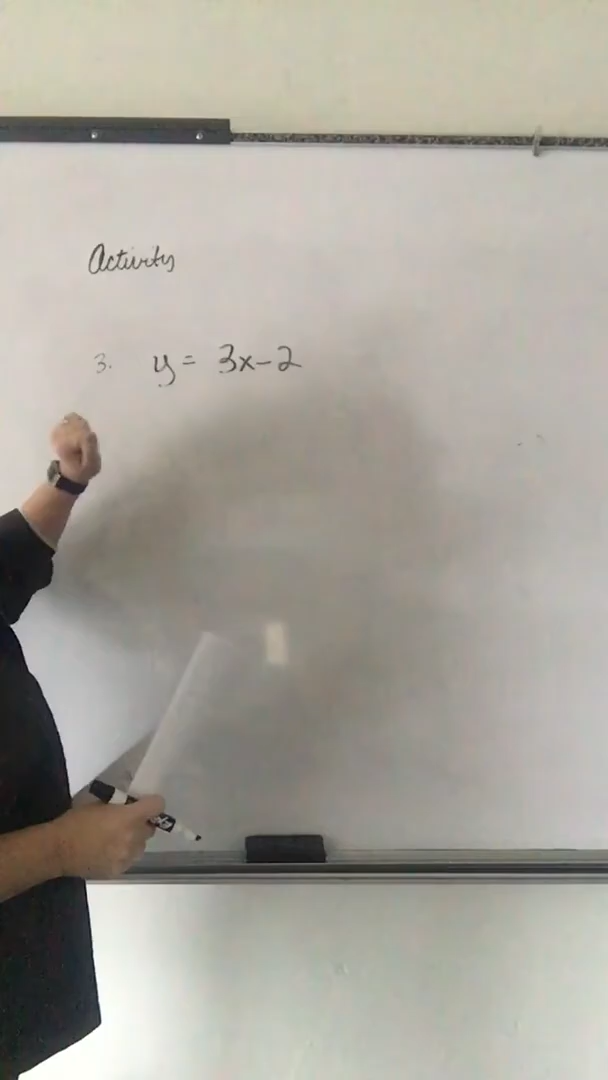 Activity
3. y = 3x-2